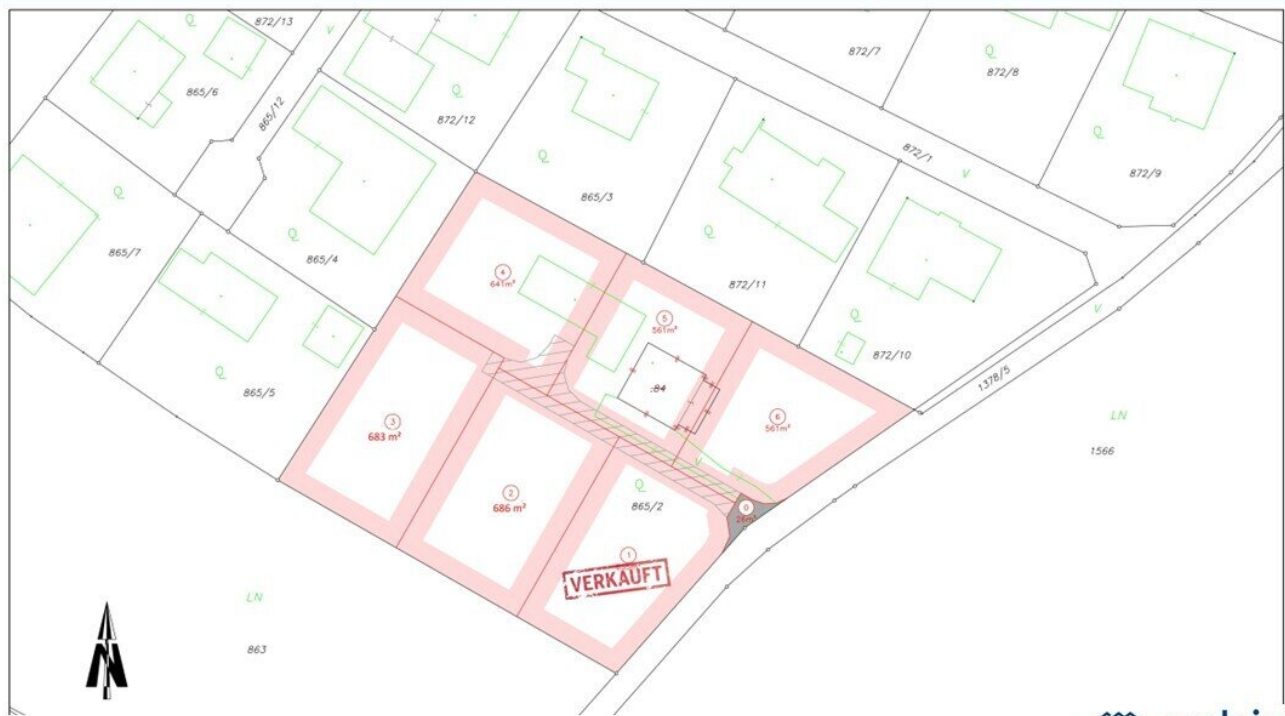 872/13
V
865/6
Q
865/12
Q
872/12
872/7
Q
872/8
Q
872/9
872/1
V
Q
865/3
Q
865/7
Q
865/4
Q
872/11
4
641m²
5
561m²
Q
872/10
V
1378/5
Q
865/5
:84
6
561m²
3
683 m²
LN
1566
2
686 m²
V
Q
865/2
0
26m²
1
VERKAUFT
LN
863
N